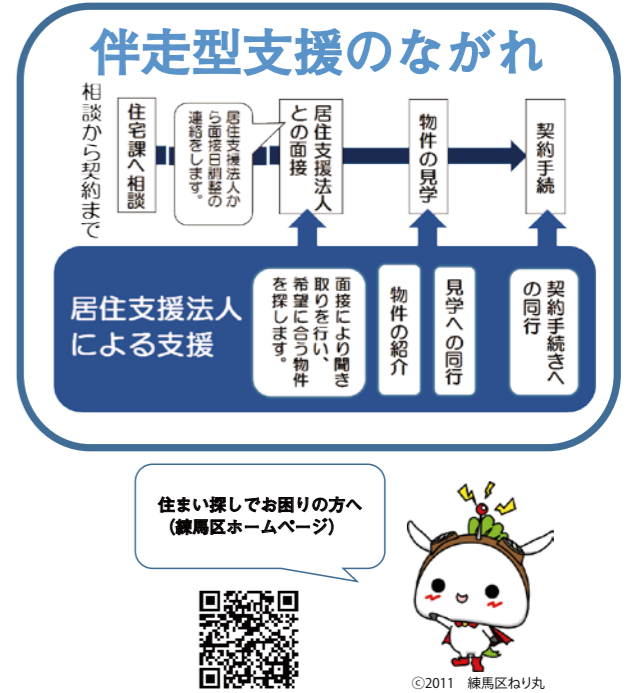 伴走型支援のながれ
相談から契約まで
住宅課へ相談
居住支援法人か
ら面接日調整の
連絡をします。
居住支援法人
との面接
物件の見学
契約手続
居住支援法人
による支援
面接により聞き
取りを行い、
希望に合う物件
を探します。
物件の紹介
見学への同行
契約手続きへ
の同行
住まい探しでお困りの方へ
（練馬区ホームページ）
©2011　練馬区ねり丸